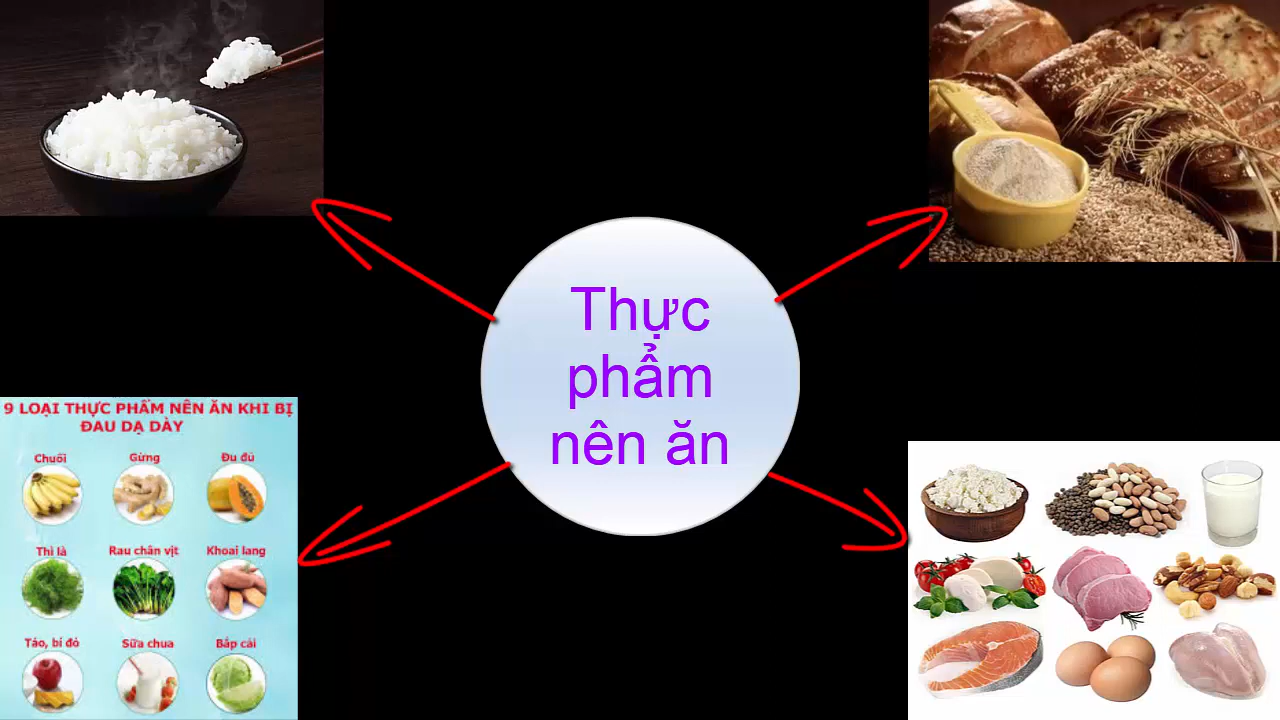 Thực
phẩm
nên ăn
9 LOẠI THỰC PHẨM NÊN ĂN KHI BỊ
ĐAU DẠ DÀY
Chuối Gừng Đu đủ
Thì là Rau chân vịt Khoai lang
Táo, bí đỏ Sữa chua Bắp cải